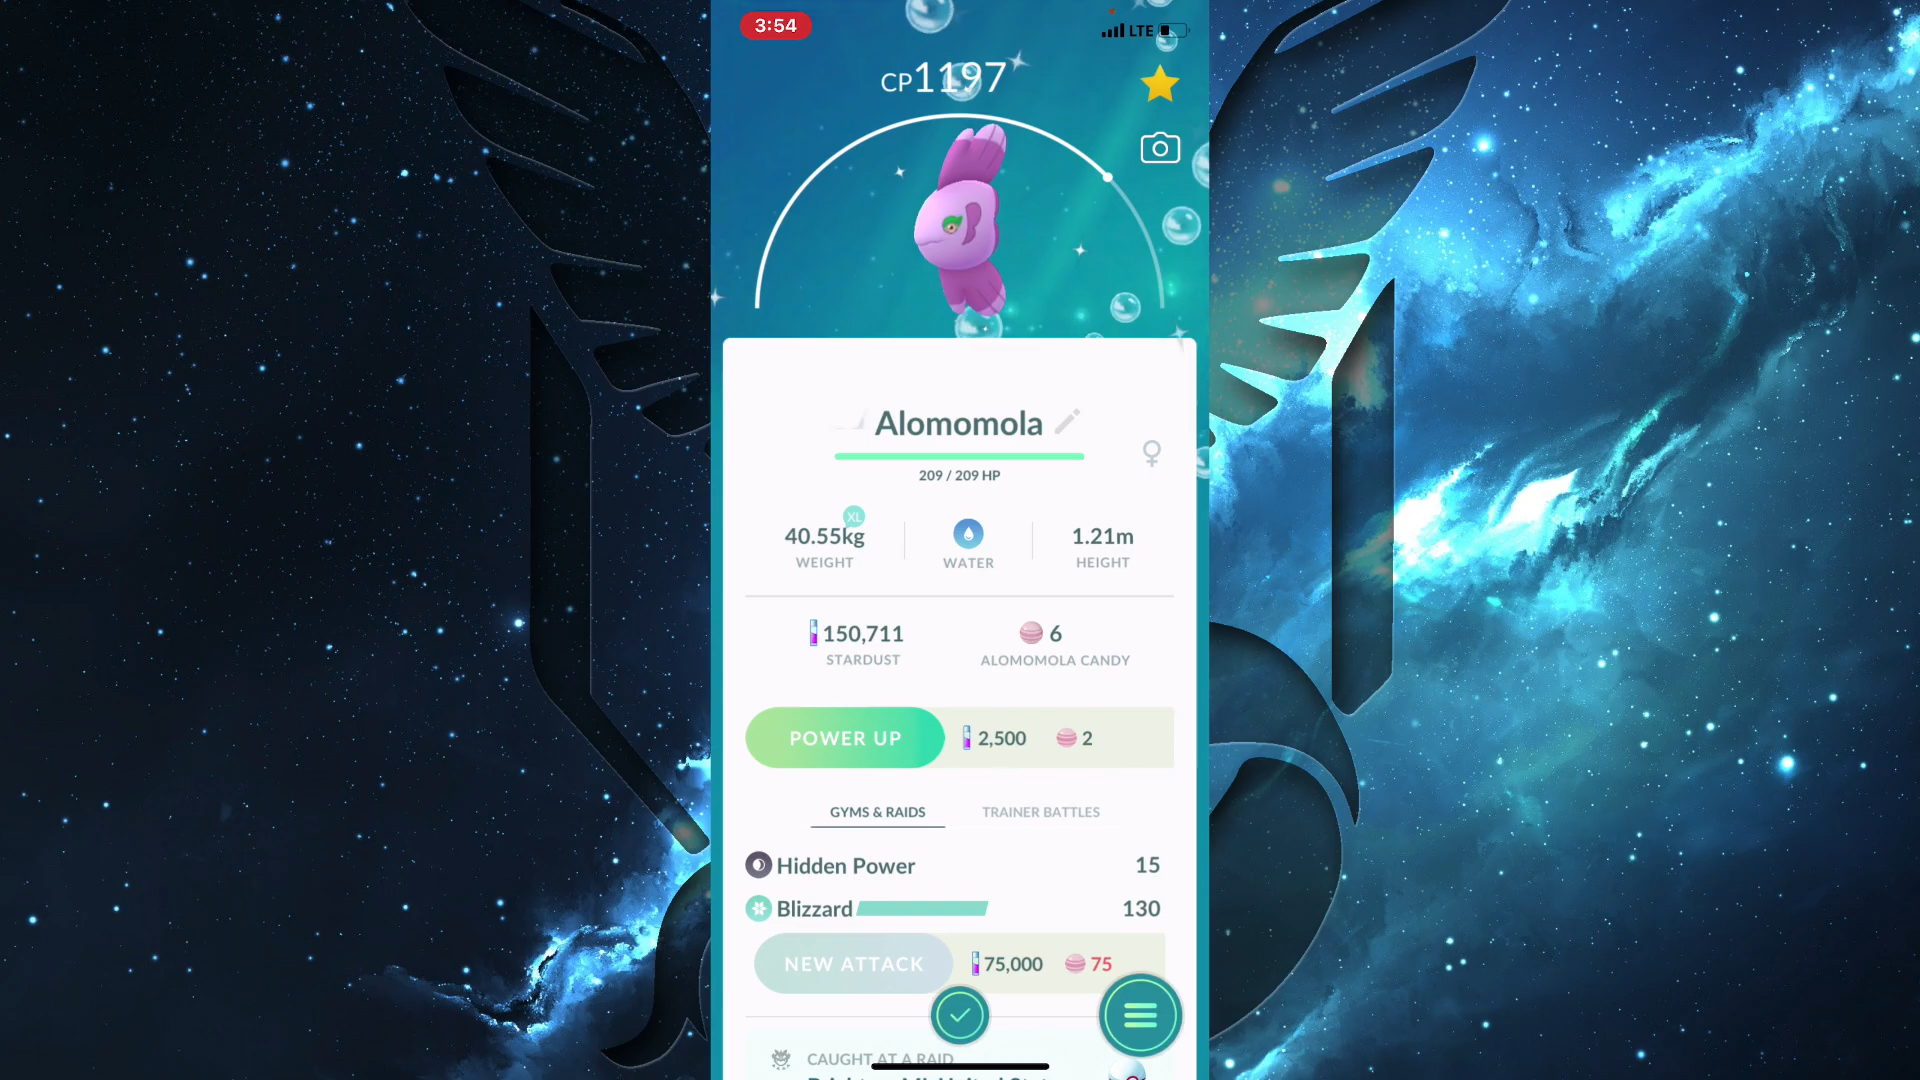 3:54
LTE
CP1197
Alomomola
209 / 209 HP
XL
40.55kg
WEIGHT
WATER
1.21m
HEIGHT
150,711
STARDUST
6
ALOMOMOLA CANDY
POWER UP
2,500
2
GYMS & RAIDS
TRAINER BATTLES
Hidden Power
15
Blizzard
130
NEW ATTACK
75,000
75
CAUGHT AT A RAID